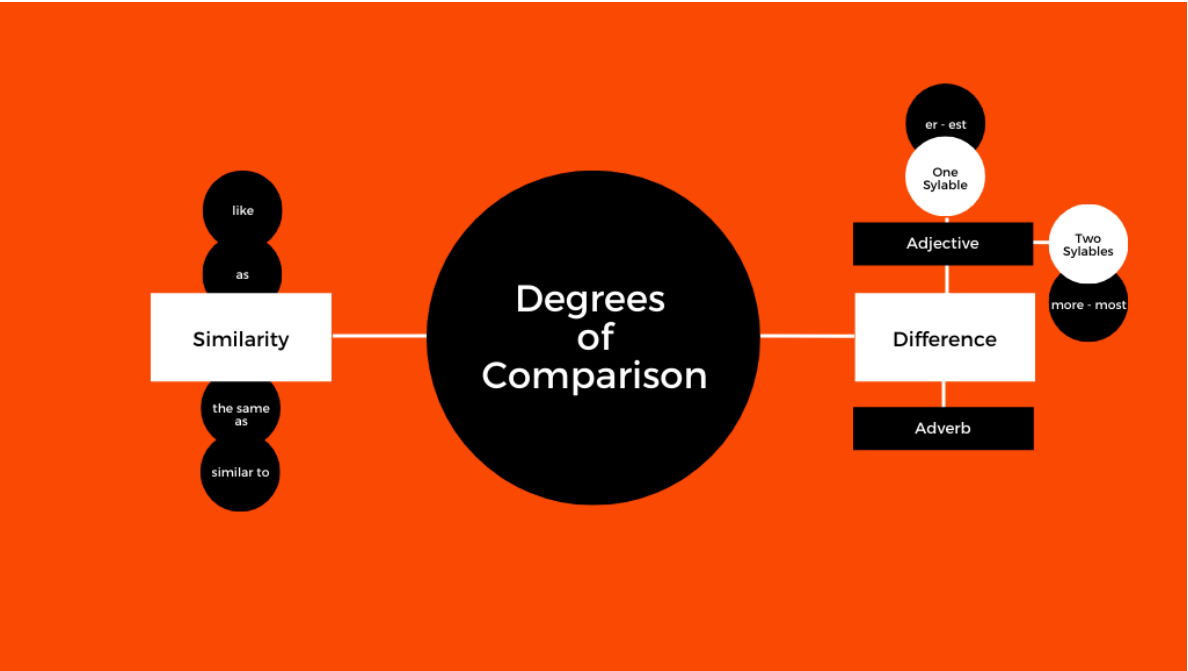 like
as
Similarity
the same
as
similar to
Degrees
of
Comparison
er - est
One
Sylable
Adjective
Two
Sylables
more - most
Difference
Adverb